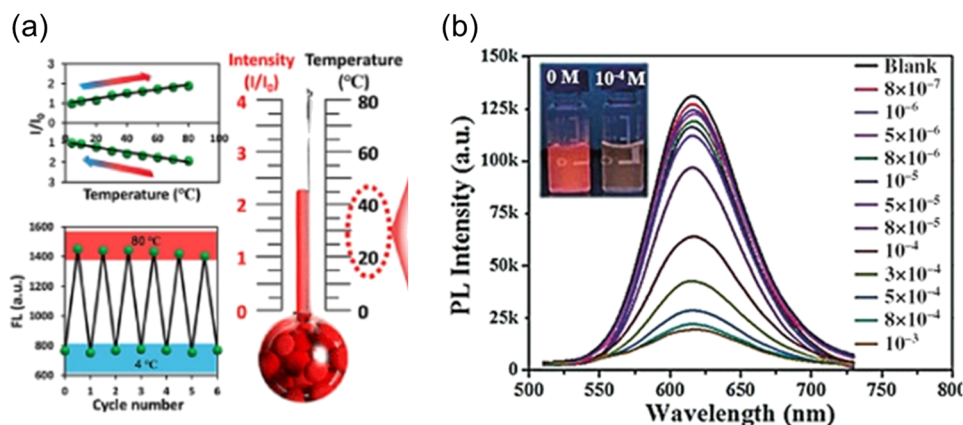 (a)
3
2
1
0
1
2
3
I/I₀
0 20 40 60 80
Temperature (°C)
1600
1400
1200
1000
800
600
FL (a.u.)
80 °C
4 °C
0 1 2 3 4 5 6
Cycle number
Intensity
(I/I₀)
4
3
2
1
0
Temperature
(°C)
80
60
40
20
0
(b)
150k
125k
100k
75k
50k
25k
0
PL Intensity (a.u.)
0 M 10⁻⁴ M
Blank
8×10⁻⁷
10⁻⁶
5×10⁻⁶
8×10⁻⁶
10⁻⁵
5×10⁻⁵
8×10⁻⁵
10⁻⁴
3×10⁻⁴
5×10⁻⁴
8×10⁻⁴
10⁻³
500 550 600 650 700 750 800
Wavelength (nm)